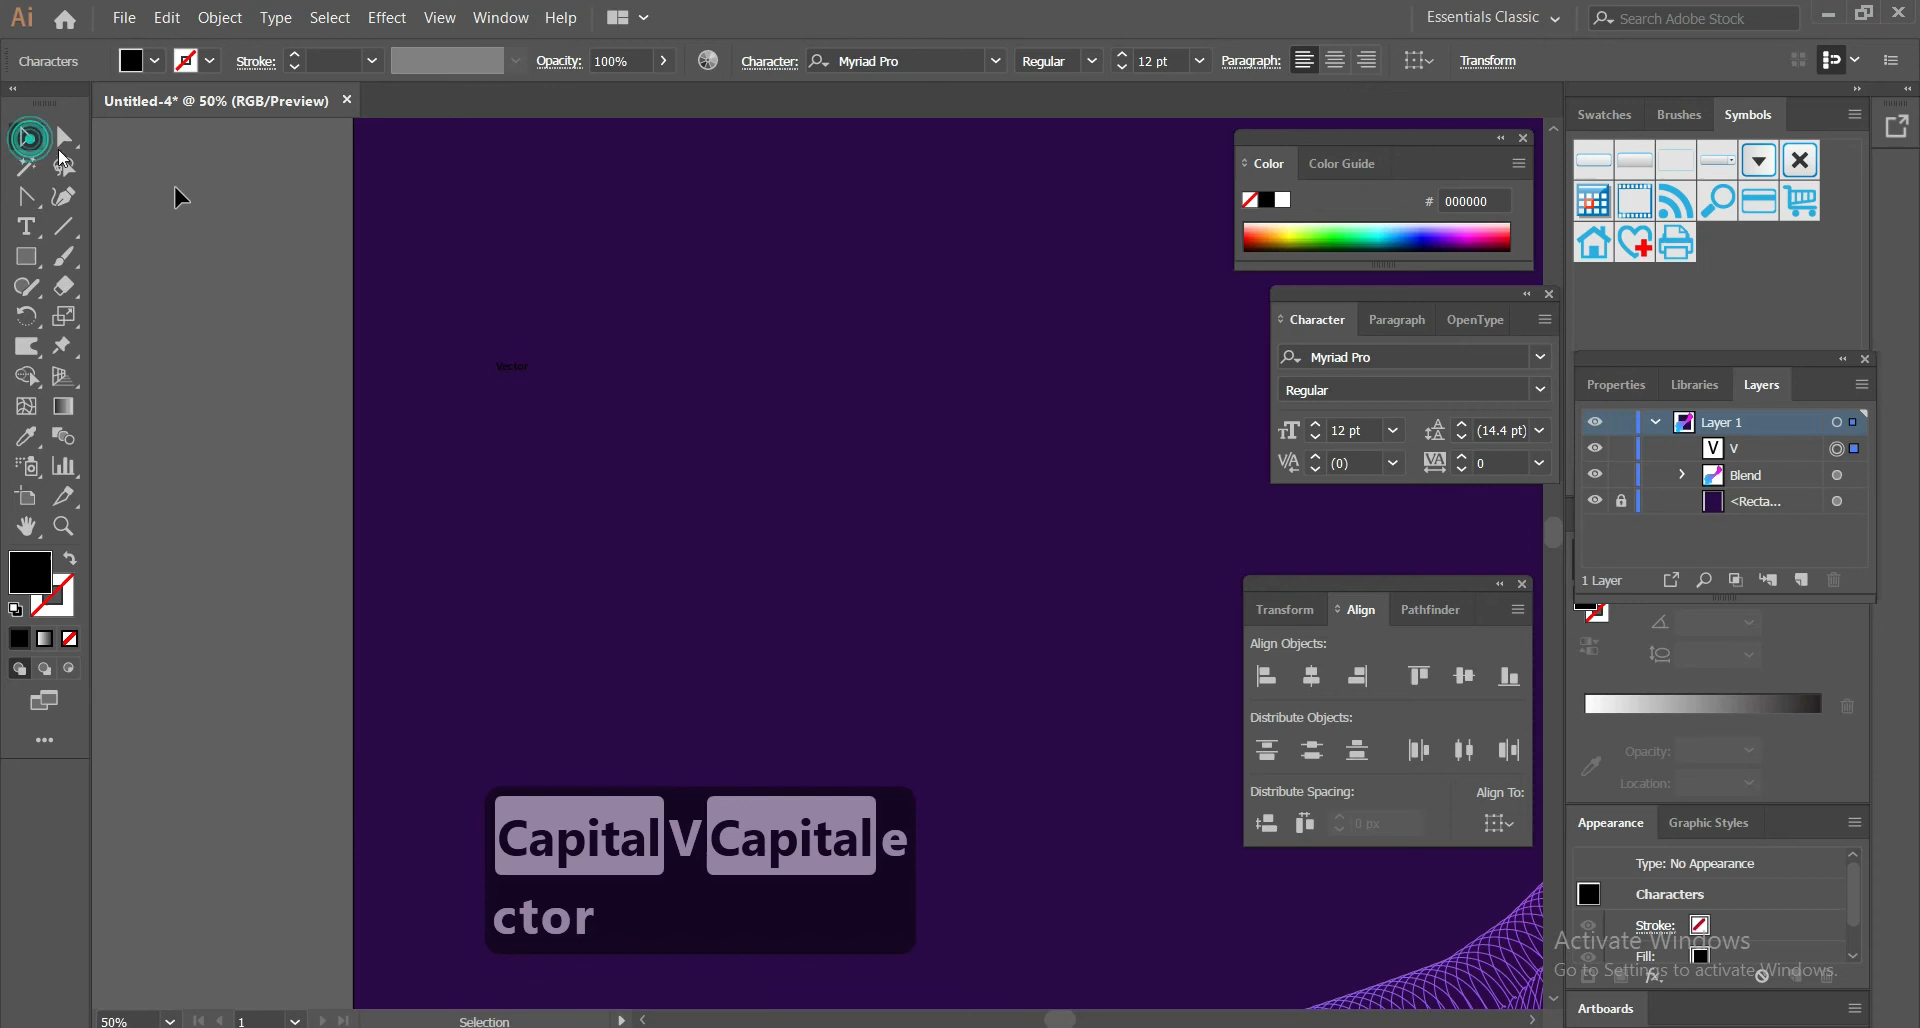 Ai File Edit Object Type Select Effect View Window Help Essentials Classic Search Adobe Stock
Characters Stroke: Opacity: 100% Character: Myriad Pro Regular 12 pt Paragraph: Transform
Untitled-4* @ 50% (RGB/Preview)
Swatches Brushes Symbols
Color Color Guide
# 000000
Character Paragraph OpenType
Myriad Pro
Regular
12 pt (14.4 pt)
(0) 0
Vector
Properties Libraries Layers
Layer 1
V V
Blend
<Recta...
1 Layer
Transform Align Pathfinder
Align Objects:
Distribute Objects:
Distribute Spacing: Align To:
0 px
Opacity:
Location:
Capital V Capital e
ctor
Appearance Graphic Styles
Type: No Appearance
Characters
Stroke:
Fill:
Activate Windows
Go to Settings to activate Windows.
Artboards
50% 1 Selection